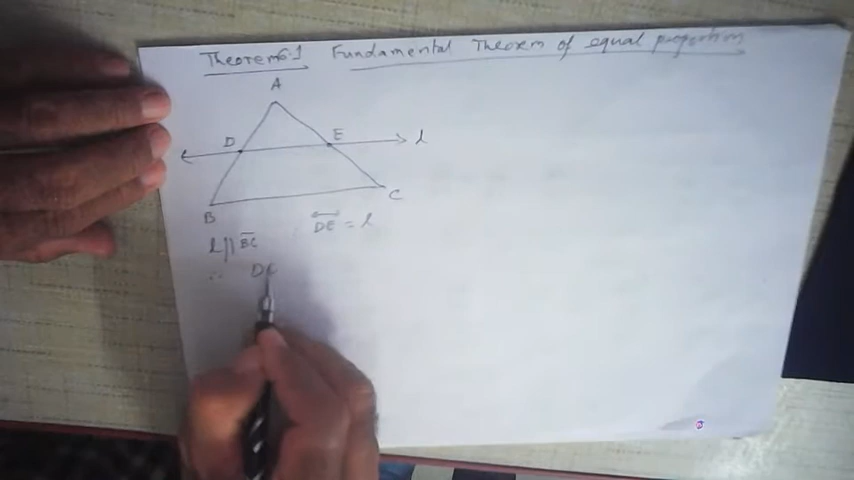 Theorem 6.1 Fundamental Theorem of equal proportion
A
D E l
B C
l || BC DE = l
∴ DE